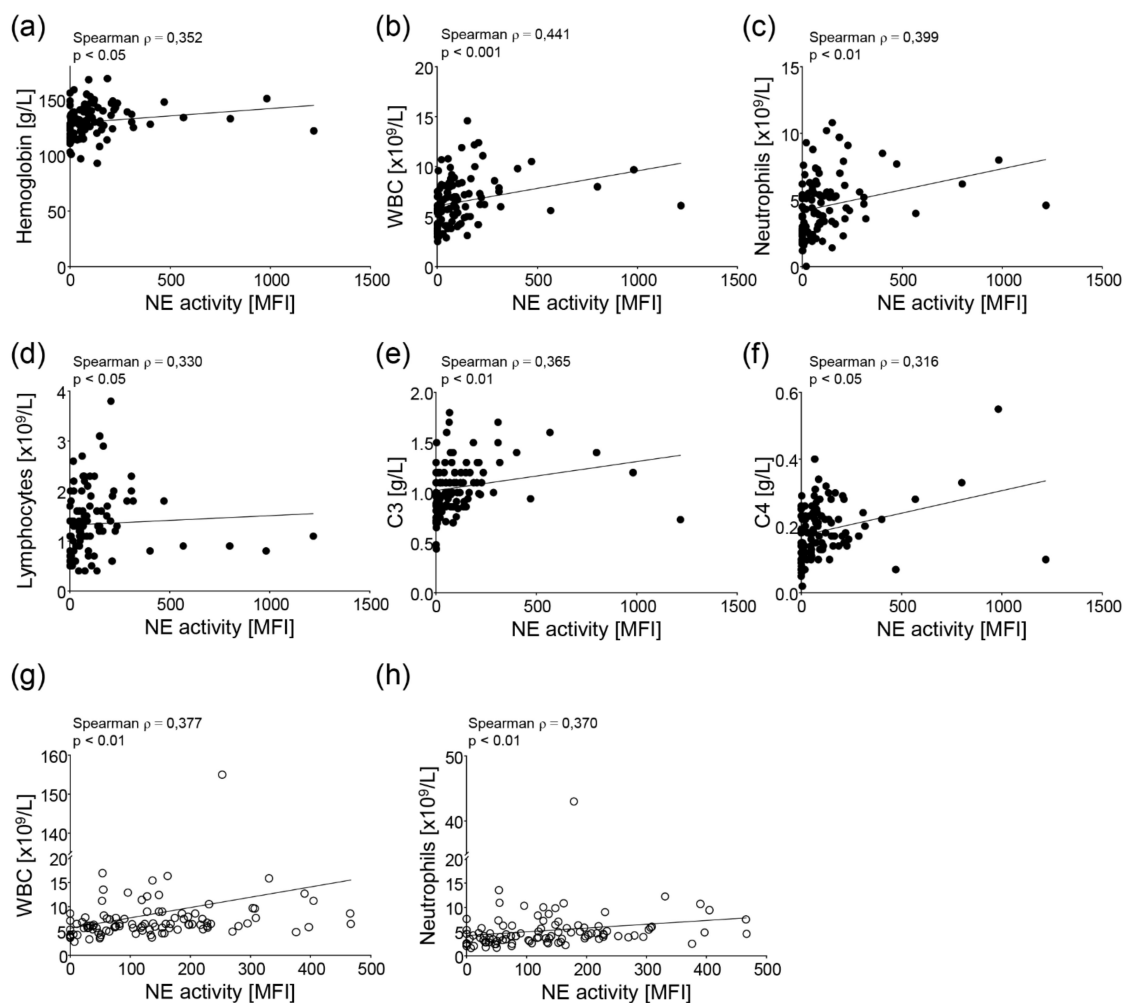 (a)
Spearman ρ = 0,352
p < 0.05
Hemoglobin [g/L]
150
100
50
0
0 500 1000 1500
NE activity [MFI]
(b)
Spearman ρ = 0,441
p < 0.001
WBC [x10⁹/L]
20
15
10
5
0
0 500 1000 1500
NE activity [MFI]
(c)
Spearman ρ = 0,399
p < 0.01
Neutrophils [x10⁹/L]
15
10
5
0
0 500 1000 1500
NE activity [MFI]
(d)
Spearman ρ = 0,330
p < 0.05
Lymphocytes [x10⁹/L]
4
3
2
1
0
0 500 1000 1500
NE activity [MFI]
(e)
Spearman ρ = 0,365
p < 0.01
C3 [g/L]
2.0
1.5
1.0
0.5
0.0
0 500 1000 1500
NE activity [MFI]
(f)
Spearman ρ = 0,316
p < 0.05
C4 [g/L]
0.6
0.4
0.2
0.0
0 500 1000 1500
NE activity [MFI]
(g)
Spearman ρ = 0,377
p < 0.01
WBC [x10⁹/L]
160
150
140
20
15
10
5
0
0 100 200 300 400 500
NE activity [MFI]
(h)
Spearman ρ = 0,370
p < 0.01
Neutrophils [x10⁹/L]
50
40
20
15
10
5
0
0 100 200 300 400 500
NE activity [MFI]